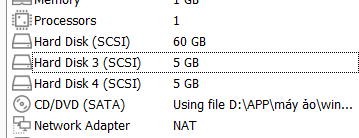 Memory 1 GB
Processors 1
Hard Disk (SCSI) 60 GB
Hard Disk 3 (SCSI) 5 GB
Hard Disk 4 (SCSI) 5 GB
CD/DVD (SATA) Using file D:\APP\máy ảo\win...
Network Adapter NAT